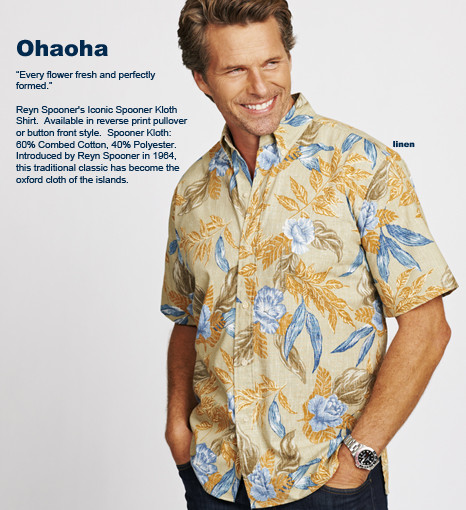 Ohaoha
"Every flower fresh and perfectly
formed."
Reyn Spooner's Iconic Spooner Kloth
Shirt.  Available in reverse print pullover
or button front style.  Spooner Kloth:
60% Combed Cotton, 40% Polyester.
Introduced by Reyn Spooner in 1964,
this traditional classic has become the
oxford cloth of the islands.
linen